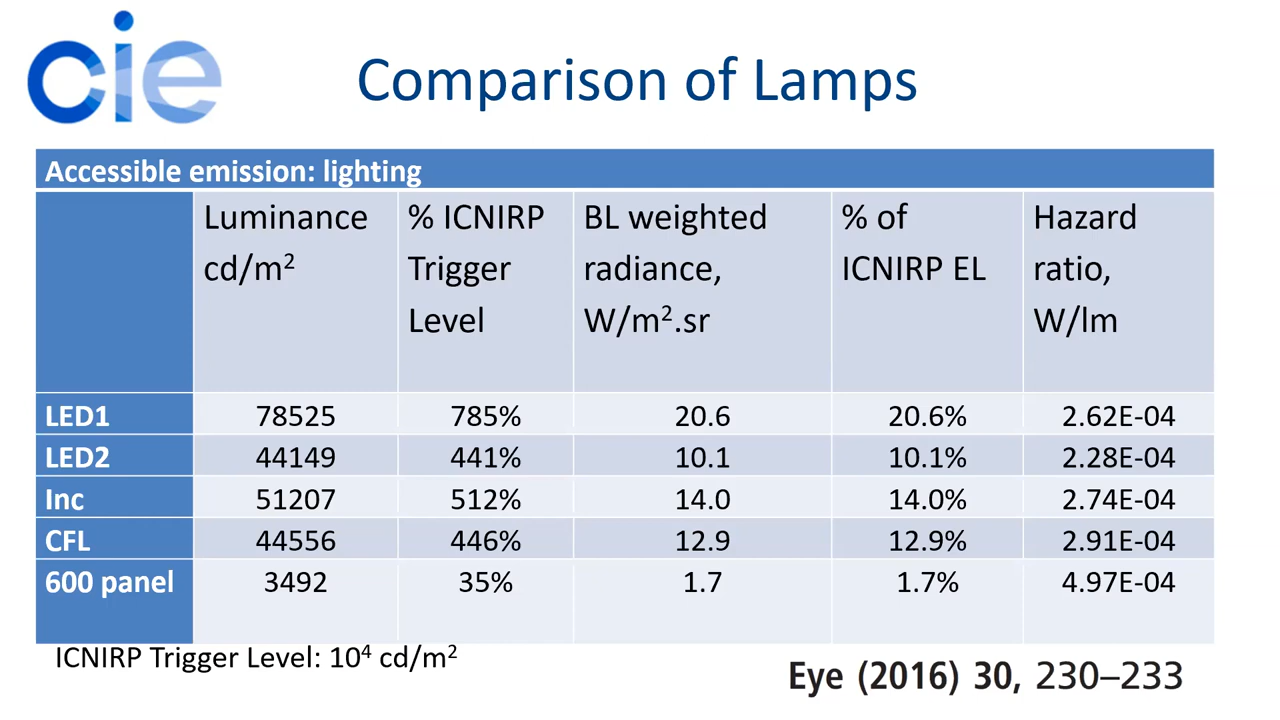 cie
Comparison of Lamps
Accessible emission: lighting
Luminance cd/m² % ICNIRP Trigger Level BL weighted radiance, W/m².sr % of ICNIRP EL Hazard ratio, W/lm
LED1 78525 785% 20.6 20.6% 2.62E-04
LED2 44149 441% 10.1 10.1% 2.28E-04
Inc 51207 512% 14.0 14.0% 2.74E-04
CFL 44556 446% 12.9 12.9% 2.91E-04
600 panel 3492 35% 1.7 1.7% 4.97E-04
ICNIRP Trigger Level: 10⁴ cd/m²
Eye (2016) 30, 230–233